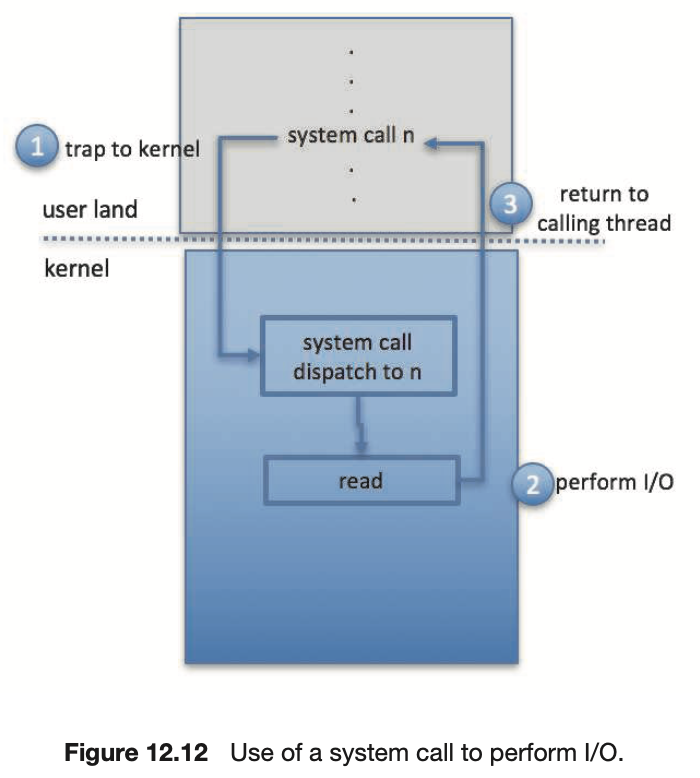 system call n
1 trap to kernel
user land
3 return to
calling thread
kernel
system call
dispatch to n
read
2 perform I/O
Figure 12.12 Use of a system call to perform I/O.